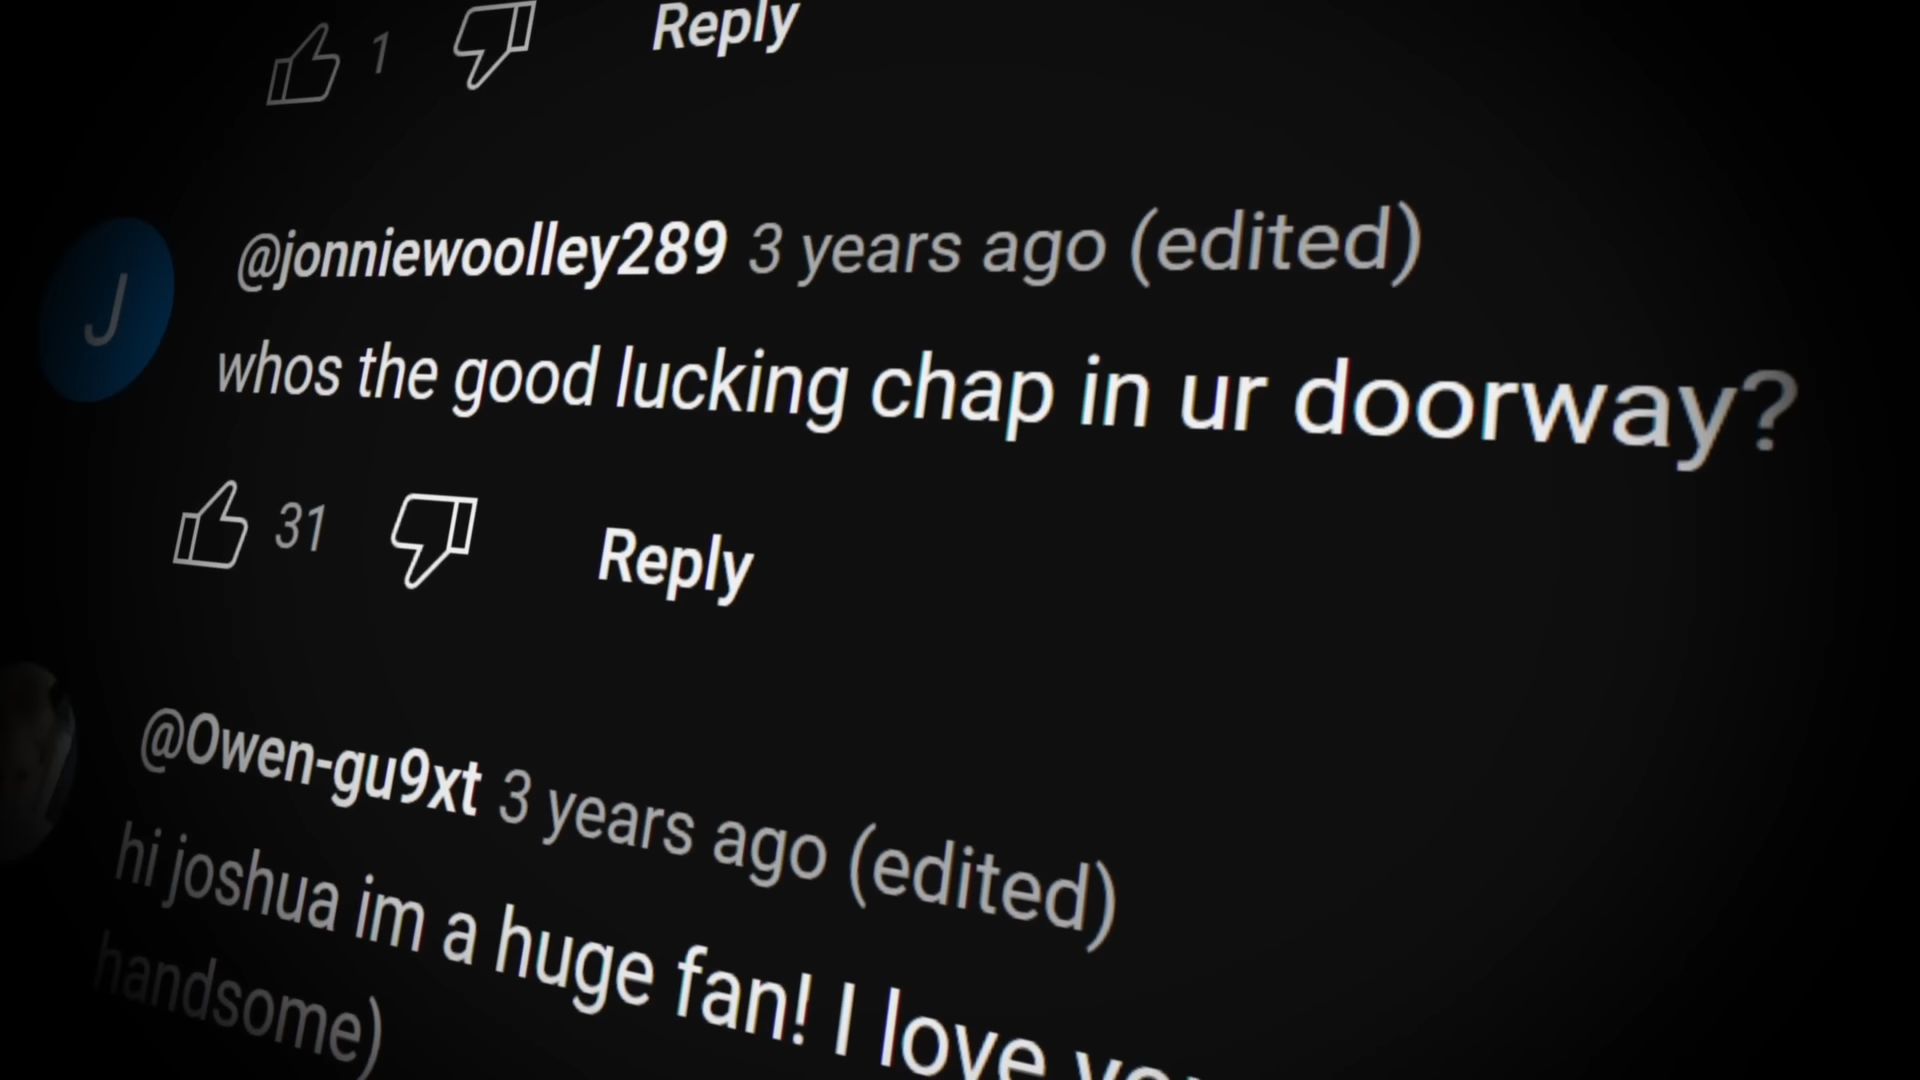 1 Reply
J
@jonniewoolley289 3 years ago (edited)
whos the good lucking chap in ur doorway?
31 Reply
@Owen-gu9xt 3 years ago (edited)
hi joshua im a huge fan! I love
handsome)